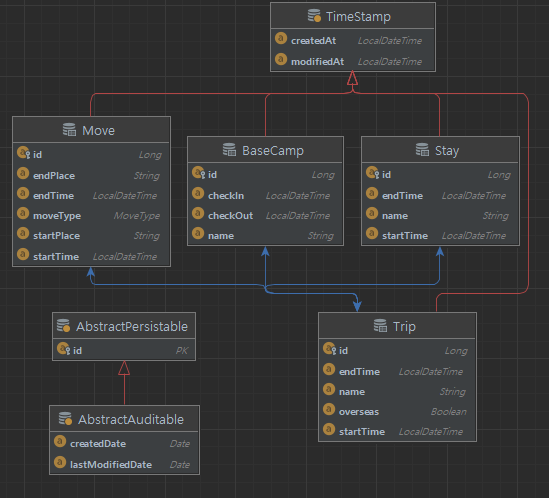 TimeStamp
createdAt LocalDateTime
modifiedAt LocalDateTime
Move
id Long
endPlace String
endTime LocalDateTime
moveType MoveType
startPlace String
startTime LocalDateTime
BaseCamp
id Long
checkIn LocalDateTime
checkOut LocalDateTime
name String
Stay
id Long
endTime LocalDateTime
name String
startTime LocalDateTime
AbstractPersistable
id PK
AbstractAuditable
createdDate Date
lastModifiedDate Date
Trip
id Long
endTime LocalDateTime
name String
overseas Boolean
startTime LocalDateTime